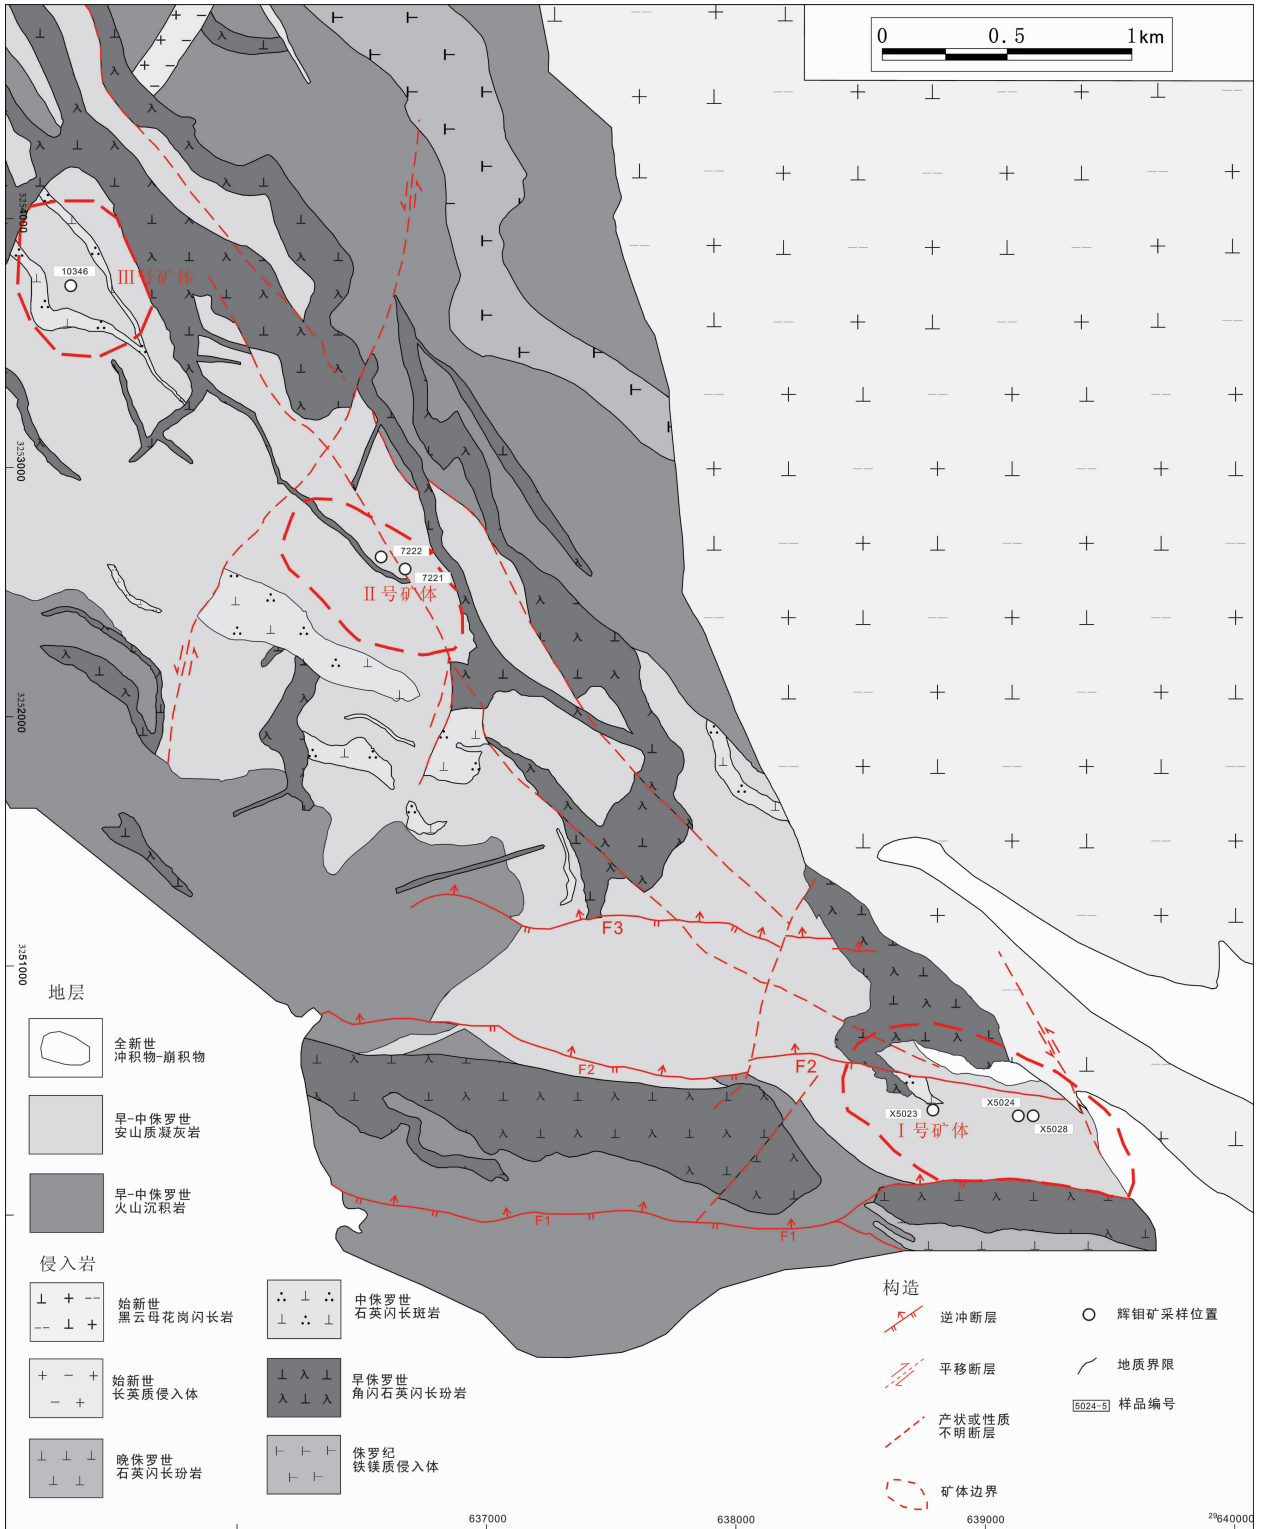 0 0.5 1km
3254000
10346
III号矿体
3253000
7222
7221
II号矿体
3252000
F3
3251000
F2
F2
X5023
X5024
X5028
I号矿体
F1
F1
地层
全新世
冲积物-崩积物
早-中侏罗世
安山质凝灰岩
早-中侏罗世
火山沉积岩
侵入岩
始新世
黑云母花岗闪长岩
始新世
长英质侵入体
晚侏罗世
石英闪长玢岩
中侏罗世
石英闪长斑岩
早侏罗世
角闪石英闪长玢岩
侏罗纪
铁镁质侵入体
构造
逆冲断层
平移断层
产状或性质
不明断层
矿体边界
辉钼矿采样位置
地质界限
5024-5 样品编号
637000 638000 639000 29640000